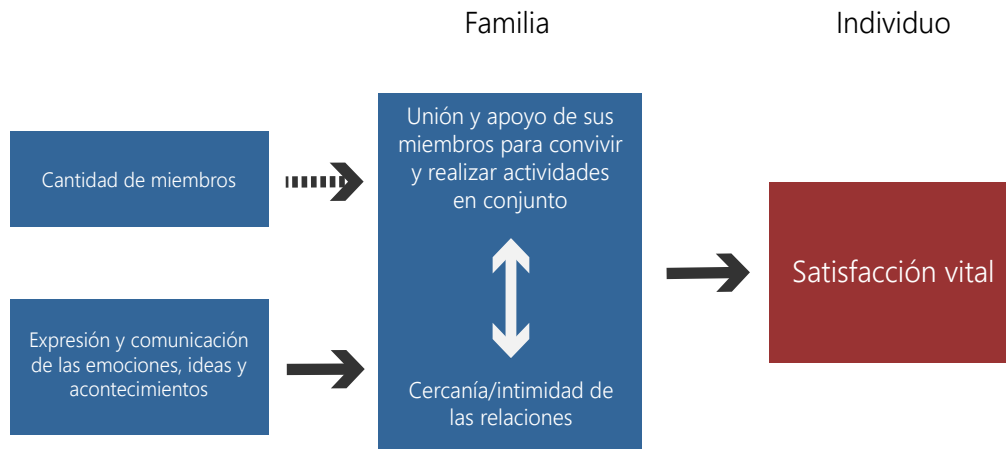 Familia
Individuo
Unión y apoyo de sus
miembros para convivir
y realizar actividades
en conjunto
Cantidad de miembros
Satisfacción vital
Expresión y comunicación
de las emociones, ideas y
acontecimientos
Cercanía/intimidad de
las relaciones